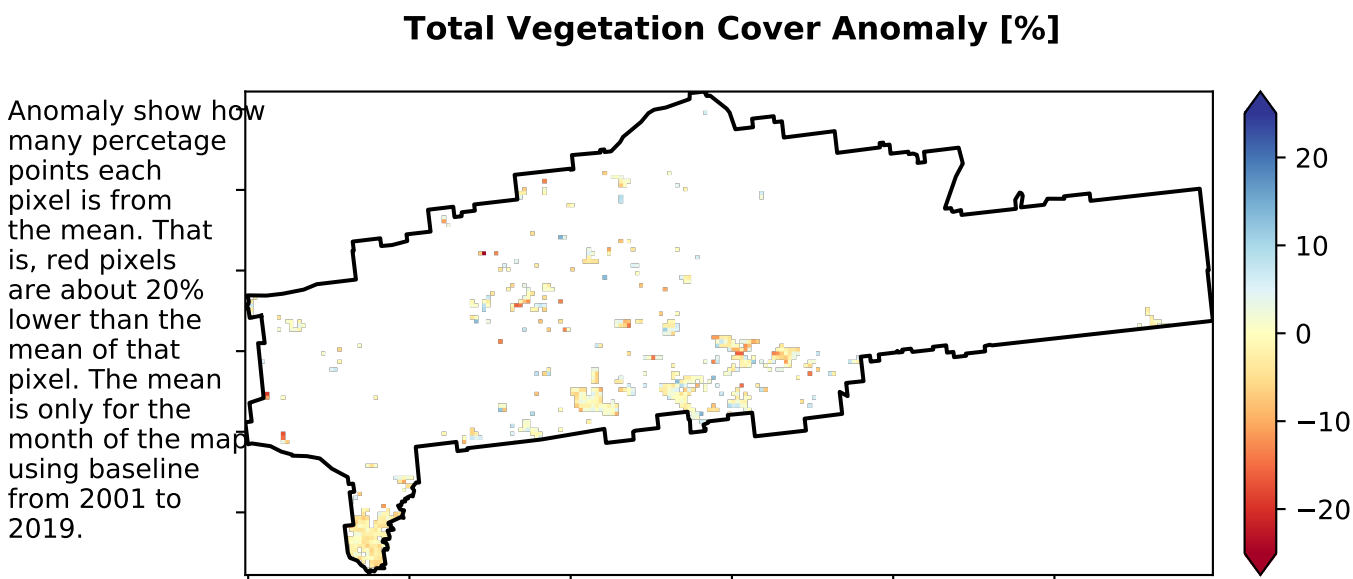 Total Vegetation Cover Anomaly [%]
Anomaly show how
many percetage
points each
pixel is from
the mean. That
is, red pixels
are about 20%
lower than the
mean of that
pixel. The mean
is only for the
month of the map
using baseline
from 2001 to
2019.
20
10
0
−10
−20